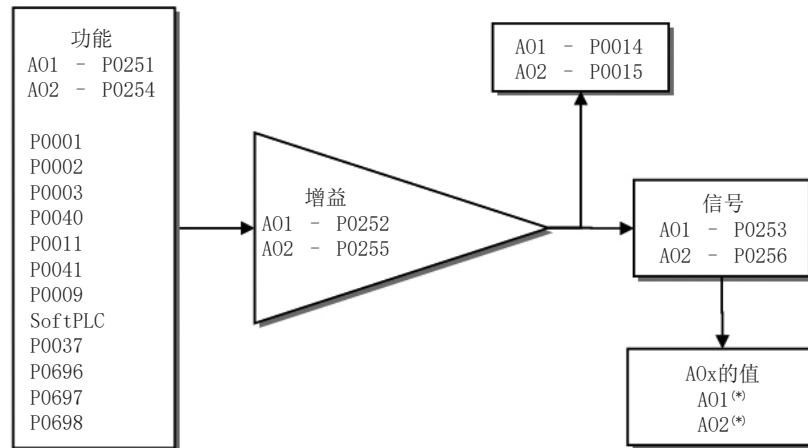 功能
AO1 - P0251
AO2 - P0254
P0001
P0002
P0003
P0040
P0011
P0041
P0009
SoftPLC
P0037
P0696
P0697
P0698
增益
AO1 - P0252
AO2 - P0255
AO1 - P0014
AO2 - P0015
信号
AO1 - P0253
AO2 - P0256
AOx的值
AO1(*)
AO2(*)